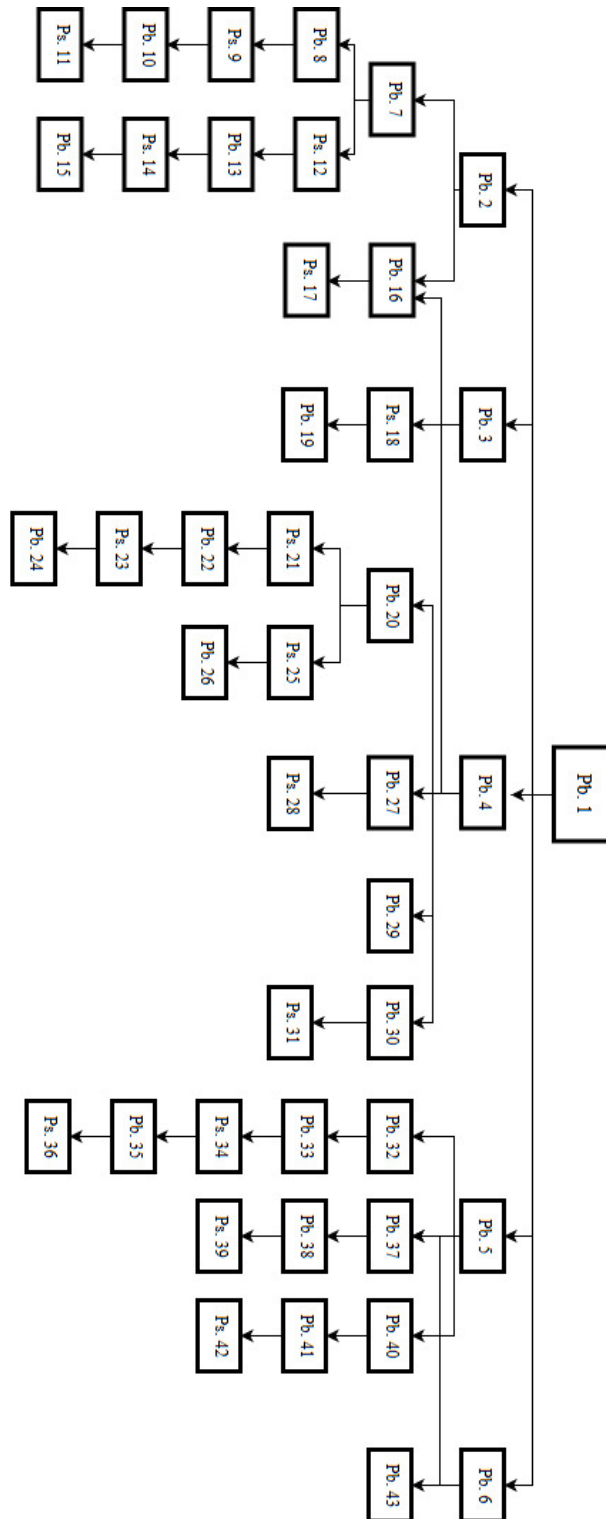 Pb. 1
Pb. 2
Pb. 3
Pb. 4
Pb. 5
Pb. 6
Pb. 7
Pb. 16
Ps. 18
Pb. 20
Pb. 27
Pb. 29
Pb. 30
Pb. 32
Pb. 37
Pb. 40
Pb. 43
Pb. 8
Ps. 12
Ps. 17
Pb. 19
Ps. 21
Ps. 25
Ps. 28
Ps. 31
Pb. 33
Pb. 38
Pb. 41
Ps. 9
Pb. 13
Pb. 22
Pb. 26
Ps. 34
Ps. 39
Ps. 42
Pb. 10
Ps. 14
Ps. 23
Pb. 35
Ps. 11
Pb. 15
Pb. 24
Ps. 36